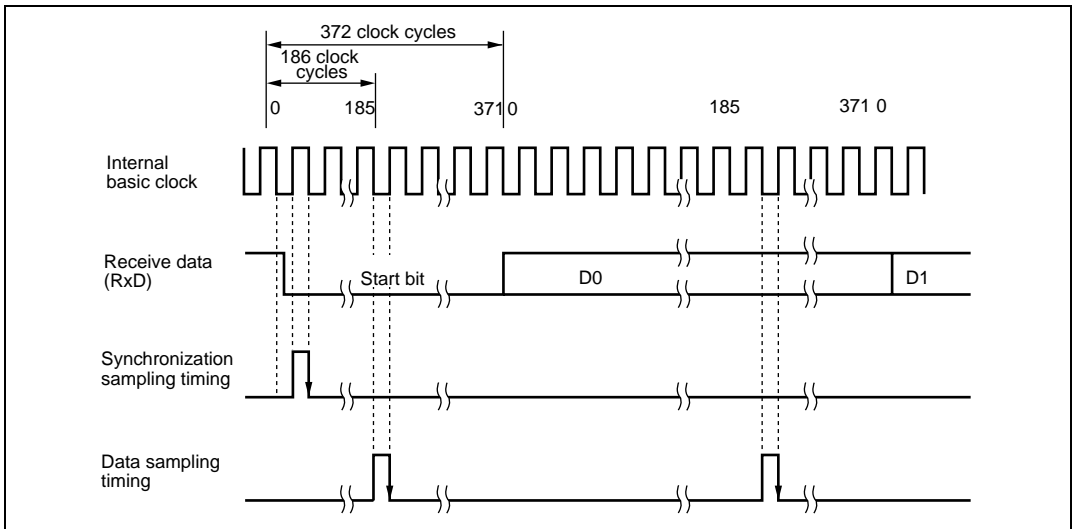 372 clock cycles
186 clock
cycles
0 185 371 0 185 371 0
Internal
basic clock
Receive data
(RxD)
Start bit D0 D1
Synchronization
sampling timing
Data sampling
timing